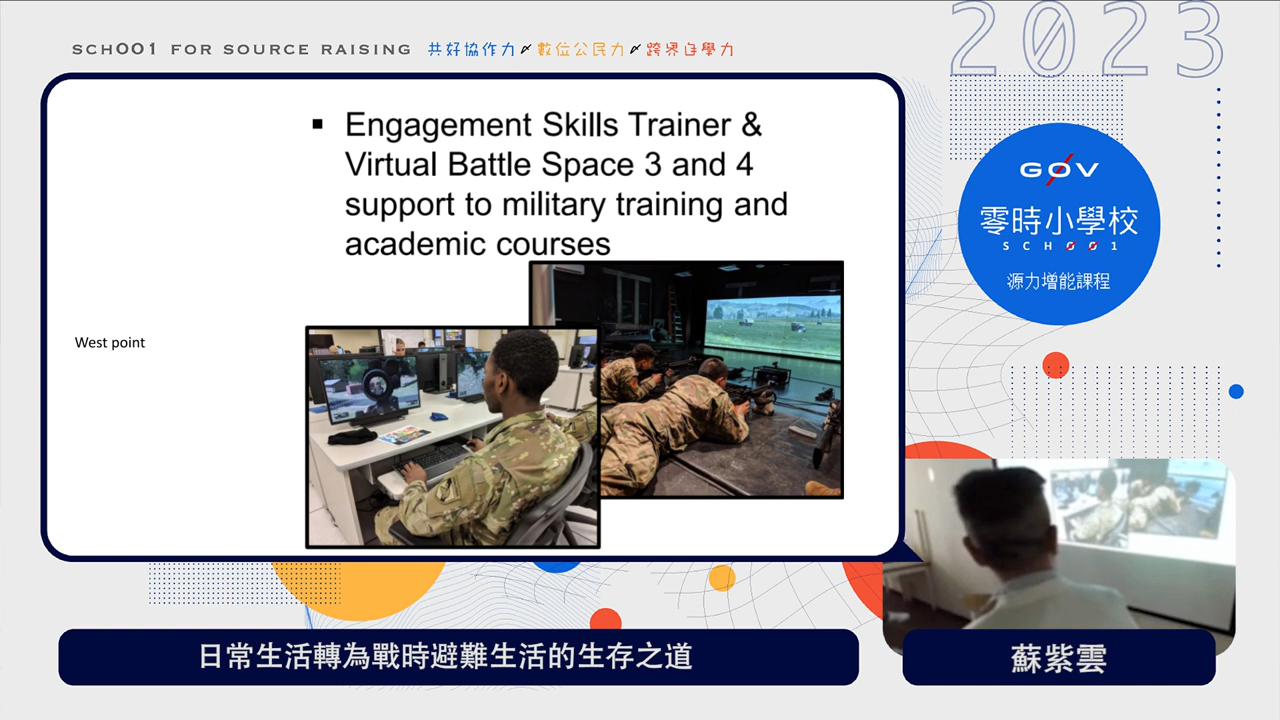 SCH001 FOR SOURCE RAISING 共好協作力 數位公民力 跨界自學力
2023
▪ Engagement Skills Trainer &
Virtual Battle Space 3 and 4
support to military training and
academic courses
West point
G0V
零時小學校
SCH001
源力增能課程
日常生活轉為戰時避難生活的生存之道
蘇紫雲